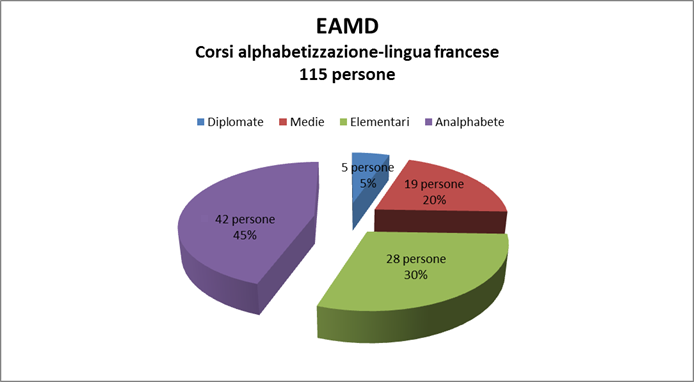 EAMD
Corsi alphabetizzazione-lingua francese
115 persone
Diplomate Medie Elementari Analphabete
5 persone
5%
19 persone
20%
28 persone
30%
42 persone
45%